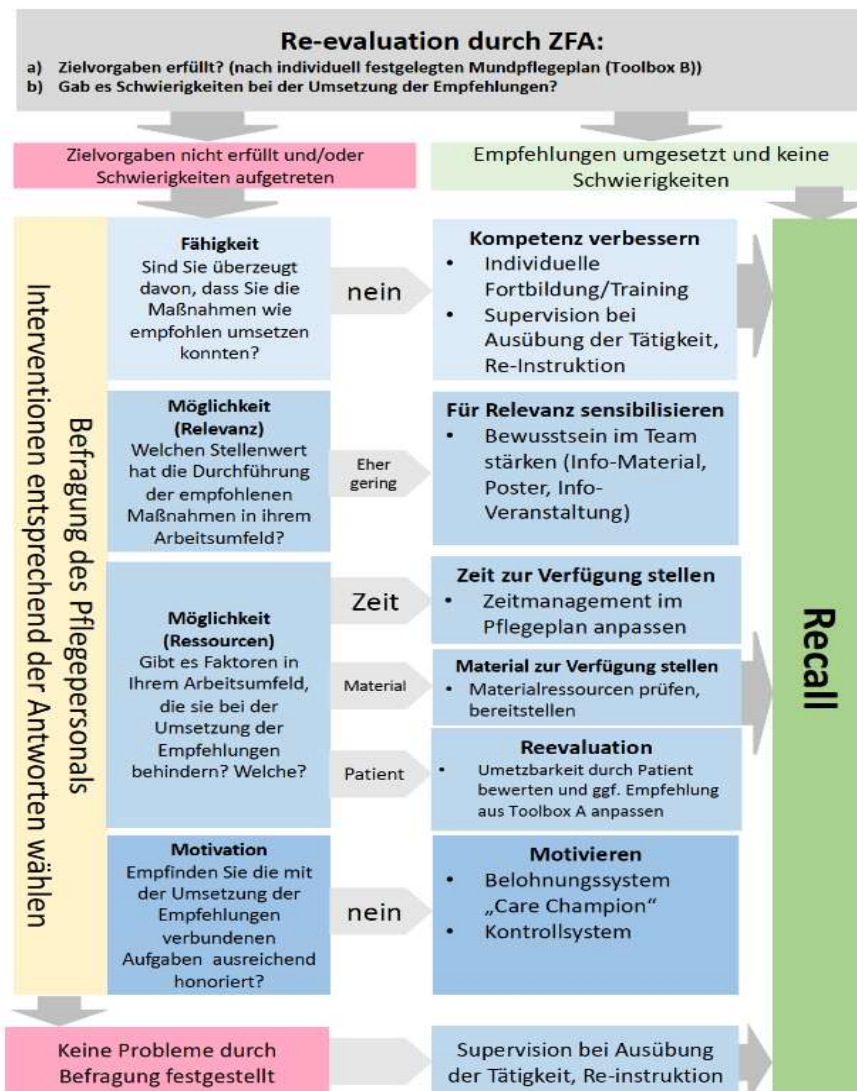 Re-evaluation durch ZFA:
a) Zielvorgaben erfüllt? (nach individuell festgelegten Mundpflegeplan (Toolbox B))
b) Gab es Schwierigkeiten bei der Umsetzung der Empfehlungen?
Zielvorgaben nicht erfüllt und/oder
Schwierigkeiten aufgetreten
Empfehlungen umgesetzt und keine
Schwierigkeiten
Befragung des Pflegepersonals
Interventionen entsprechend der Antworten wählen
Fähigkeit
Sind Sie überzeugt
davon, dass Sie die
Maßnahmen wie
empfohlen umsetzen
konnten?
nein
Kompetenz verbessern
• Individuelle
Fortbildung/Training
• Supervision bei
Ausübung der Tätigkeit,
Re-Instruktion
Möglichkeit
(Relevanz)
Welchen Stellenwert
hat die Durchführung
der empfohlenen
Maßnahmen in ihrem
Arbeitsumfeld?
Eher
gering
Für Relevanz sensibilisieren
• Bewusstsein im Team
stärken (Info-Material,
Poster, Info-
Veranstaltung)
Möglichkeit
(Ressourcen)
Gibt es Faktoren in
Ihrem Arbeitsumfeld,
die sie bei der
Umsetzung der
Empfehlungen
behindern? Welche?
Zeit
Zeit zur Verfügung stellen
• Zeitmanagement im
Pflegeplan anpassen
Material
Material zur Verfügung stellen
• Materialressourcen prüfen,
bereitstellen
Patient
Reevaluation
• Umetzbarkeit durch Patient
bewerten und ggf. Empfehlung
aus Toolbox A anpassen
Motivation
Empfinden Sie die mit
der Umsetzung der
Empfehlungen
verbundenen
Aufgaben ausreichend
honoriert?
nein
Motivieren
• Belohnungssystem
„Care Champion“
• Kontrollsystem
Recall
Keine Probleme durch
Befragung festgestellt
Supervision bei Ausübung
der Tätigkeit, Re-instruktion